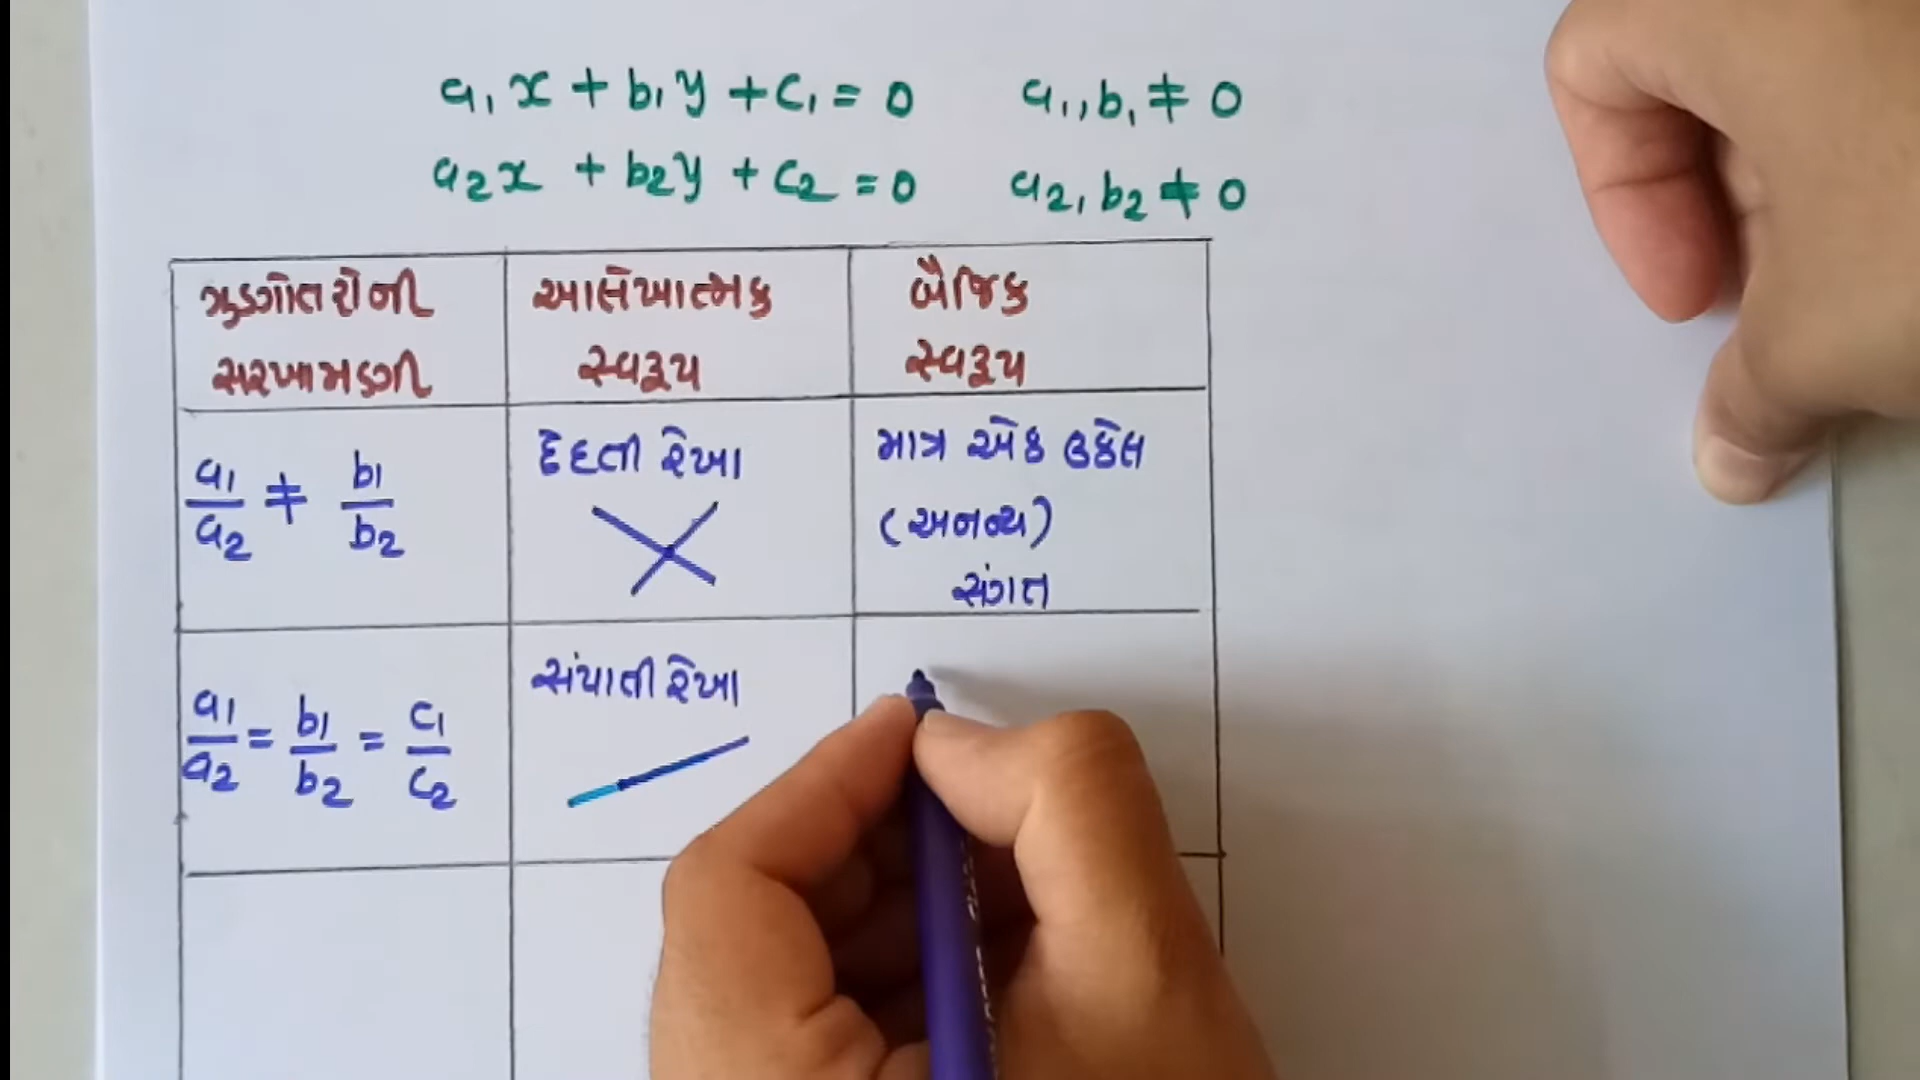 a₁x + b₁y + c₁ = 0 a₁, b₁ ≠ 0
a₂x + b₂y + c₂ = 0 a₂, b₂ ≠ 0
ગુણોત્તરોની
સરખામણી
આલેખાત્મક
સ્વરૂપ
બૈજિક
સ્વરૂપ
a₁/a₂ ≠ b₁/b₂
છેદતી રેખા
માત્ર એક ઉકેલ
(અનન્ય)
સંગત
a₁/a₂ = b₁/b₂ = c₁/c₂
સંપાતી રેખા